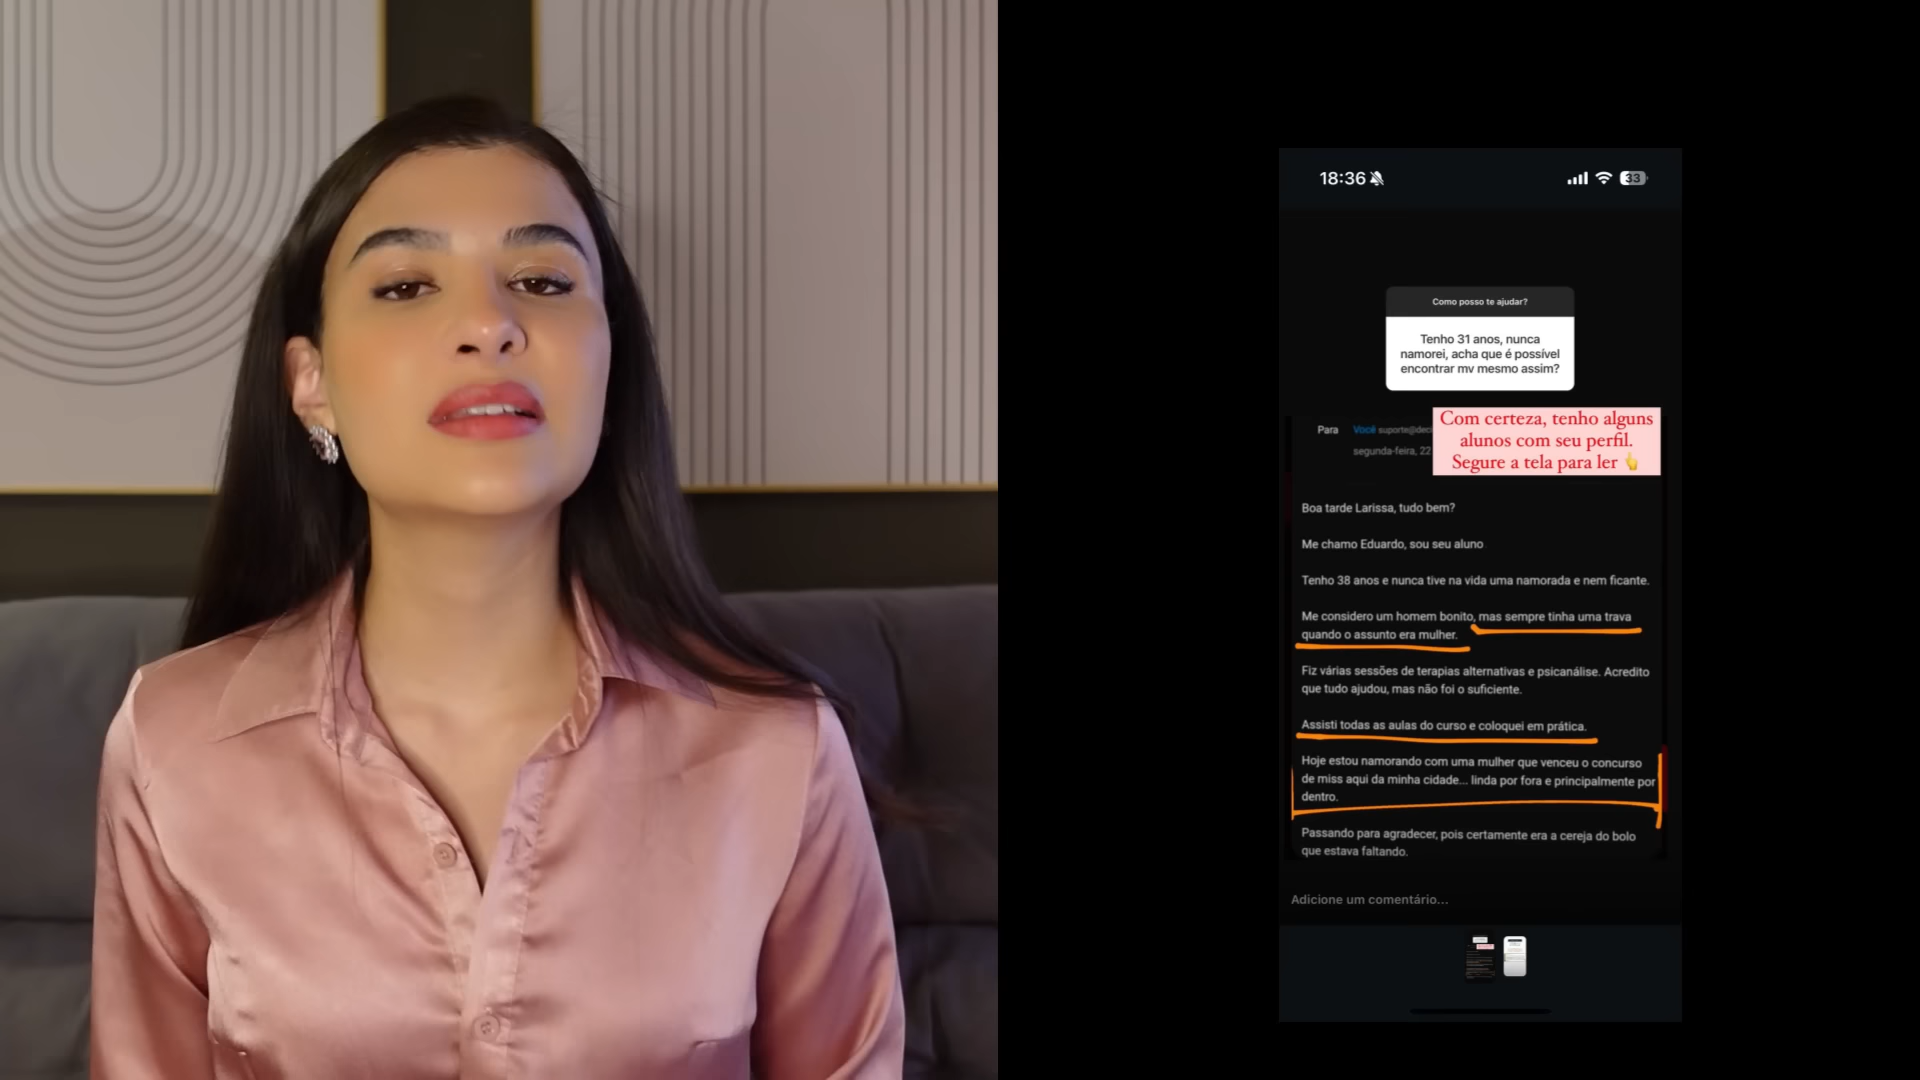 18:36
33
Como posso te ajudar?
Tenho 31 anos, nunca
namorei, acha que é possível
encontrar mv mesmo assim?
Com certeza, tenho alguns
alunos com seu perfil.
Segure a tela para ler 👆
Para Você suporte@deci
segunda-feira, 22
Boa tarde Larissa, tudo bem?
Me chamo Eduardo, sou seu aluno
Tenho 38 anos e nunca tive na vida uma namorada e nem ficante.
Me considero um homem bonito, mas sempre tinha uma trava
quando o assunto era mulher.
Fiz várias sessões de terapias alternativas e psicanálise. Acredito
que tudo ajudou, mas não foi o suficiente.
Assisti todas as aulas do curso e coloquei em prática.
Hoje estou namorando com uma mulher que venceu o concurso
de miss aqui da minha cidade... linda por fora e principalmente por
dentro.
Passando para agradecer, pois certamente era a cereja do bolo
que estava faltando.
Adicione um comentário...